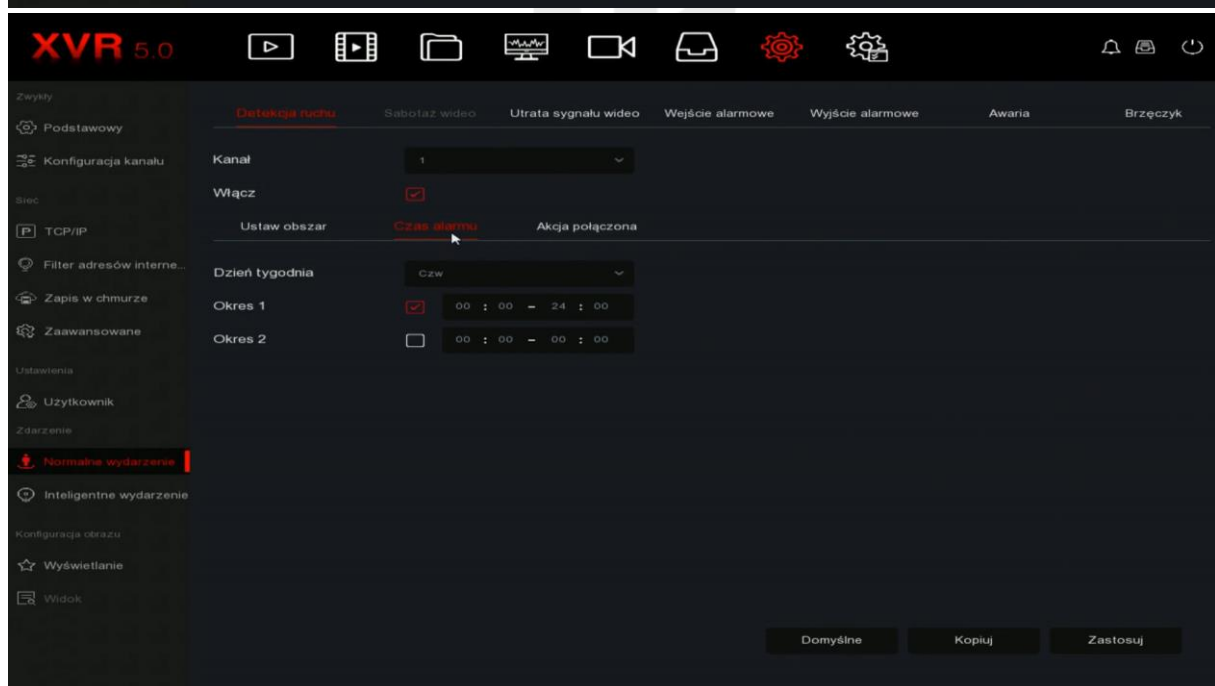 XVR 5.0
Zwykły
Podstawowy
Konfiguracja kanału
Siec
TCP/IP
Filter adresów interne...
Zapis w chmurze
Zaawansowane
Ustawienia
Uzytkownik
Zdarzenie
Normalne wydarzenie
Inteligentne wydarzenie
Konfiguracja obrazu
Wyświetlanie
Widok
Detekcja ruchu Sabotaz wideo Utrata sygnału wideo Wejście alarmowe Wyjście alarmowe Awaria Brzęczyk
Kanał 1
Włącz
Ustaw obszar Czas alarmu Akcja połączona
Dzień tygodnia Czw
Okres 1 00 : 00 - 24 : 00
Okres 2 00 : 00 - 00 : 00
Domyślne Kopiuj Zastosuj